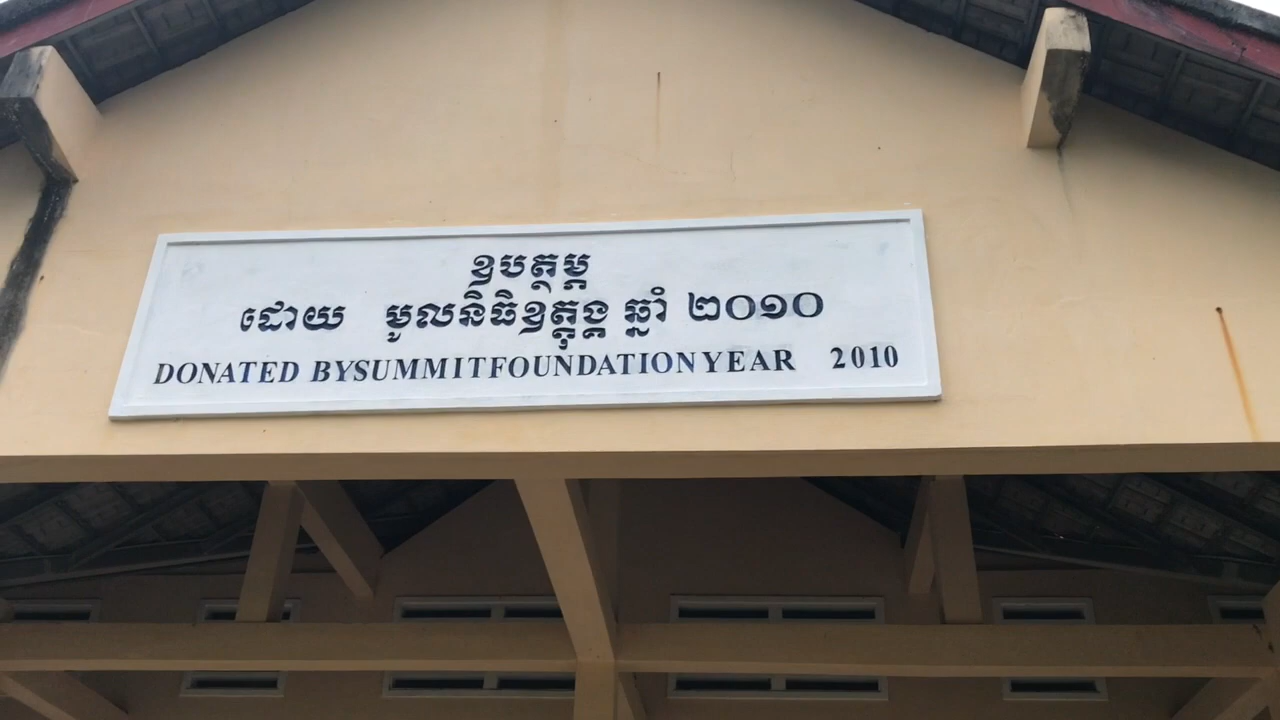 ឧបត្ថម្ភ
ដោយ មូលនិធិឧត្តុង្គ ឆ្នាំ ២០១០
DONATED BYSUMMITFOUNDATIONYEAR 2010